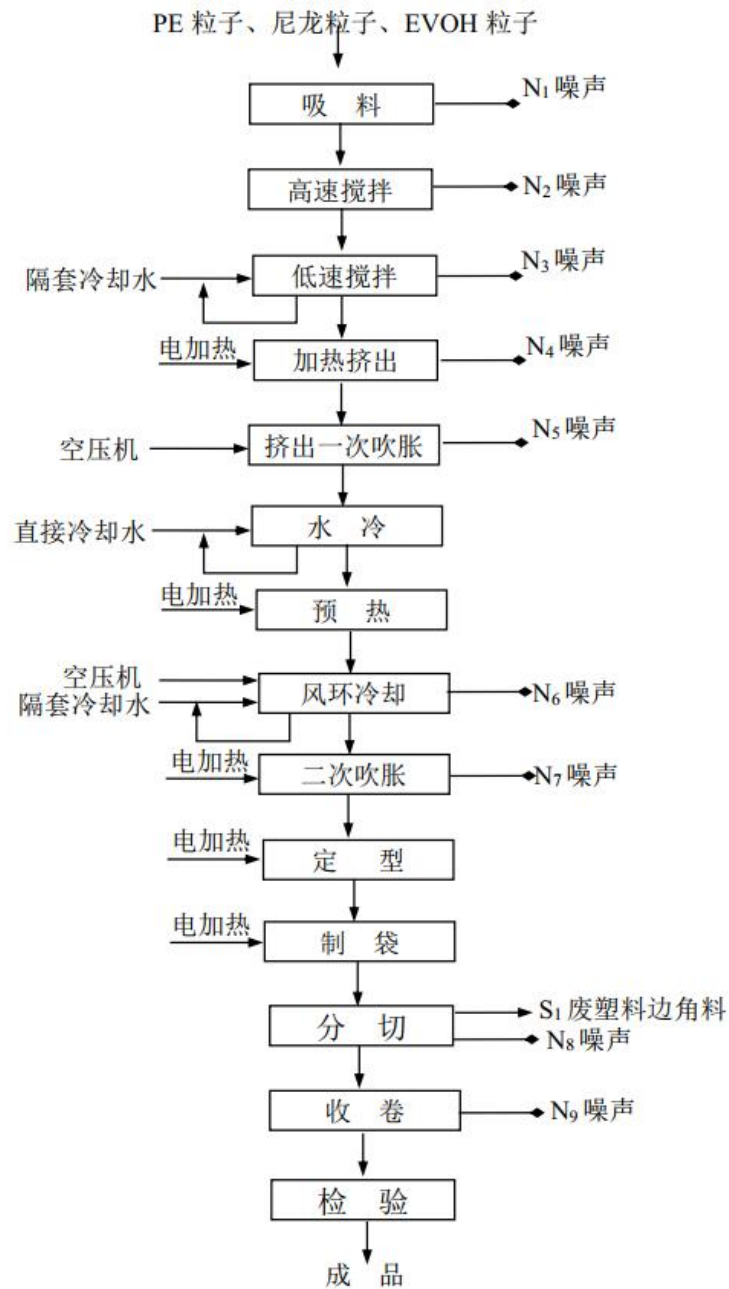 PE 粒子、尼龙粒子、EVOH 粒子
吸 料
N₁ 噪声
高速搅拌
N₂ 噪声
隔套冷却水
低速搅拌
N₃ 噪声
电加热
加热挤出
N₄ 噪声
空压机
挤出一次吹胀
N₅ 噪声
直接冷却水
水 冷
电加热
预 热
空压机
隔套冷却水
风环冷却
N₆ 噪声
电加热
二次吹胀
N₇ 噪声
电加热
定 型
电加热
制 袋
分 切
S₁ 废塑料边角料
N₈ 噪声
收 卷
N₉ 噪声
检 验
成 品